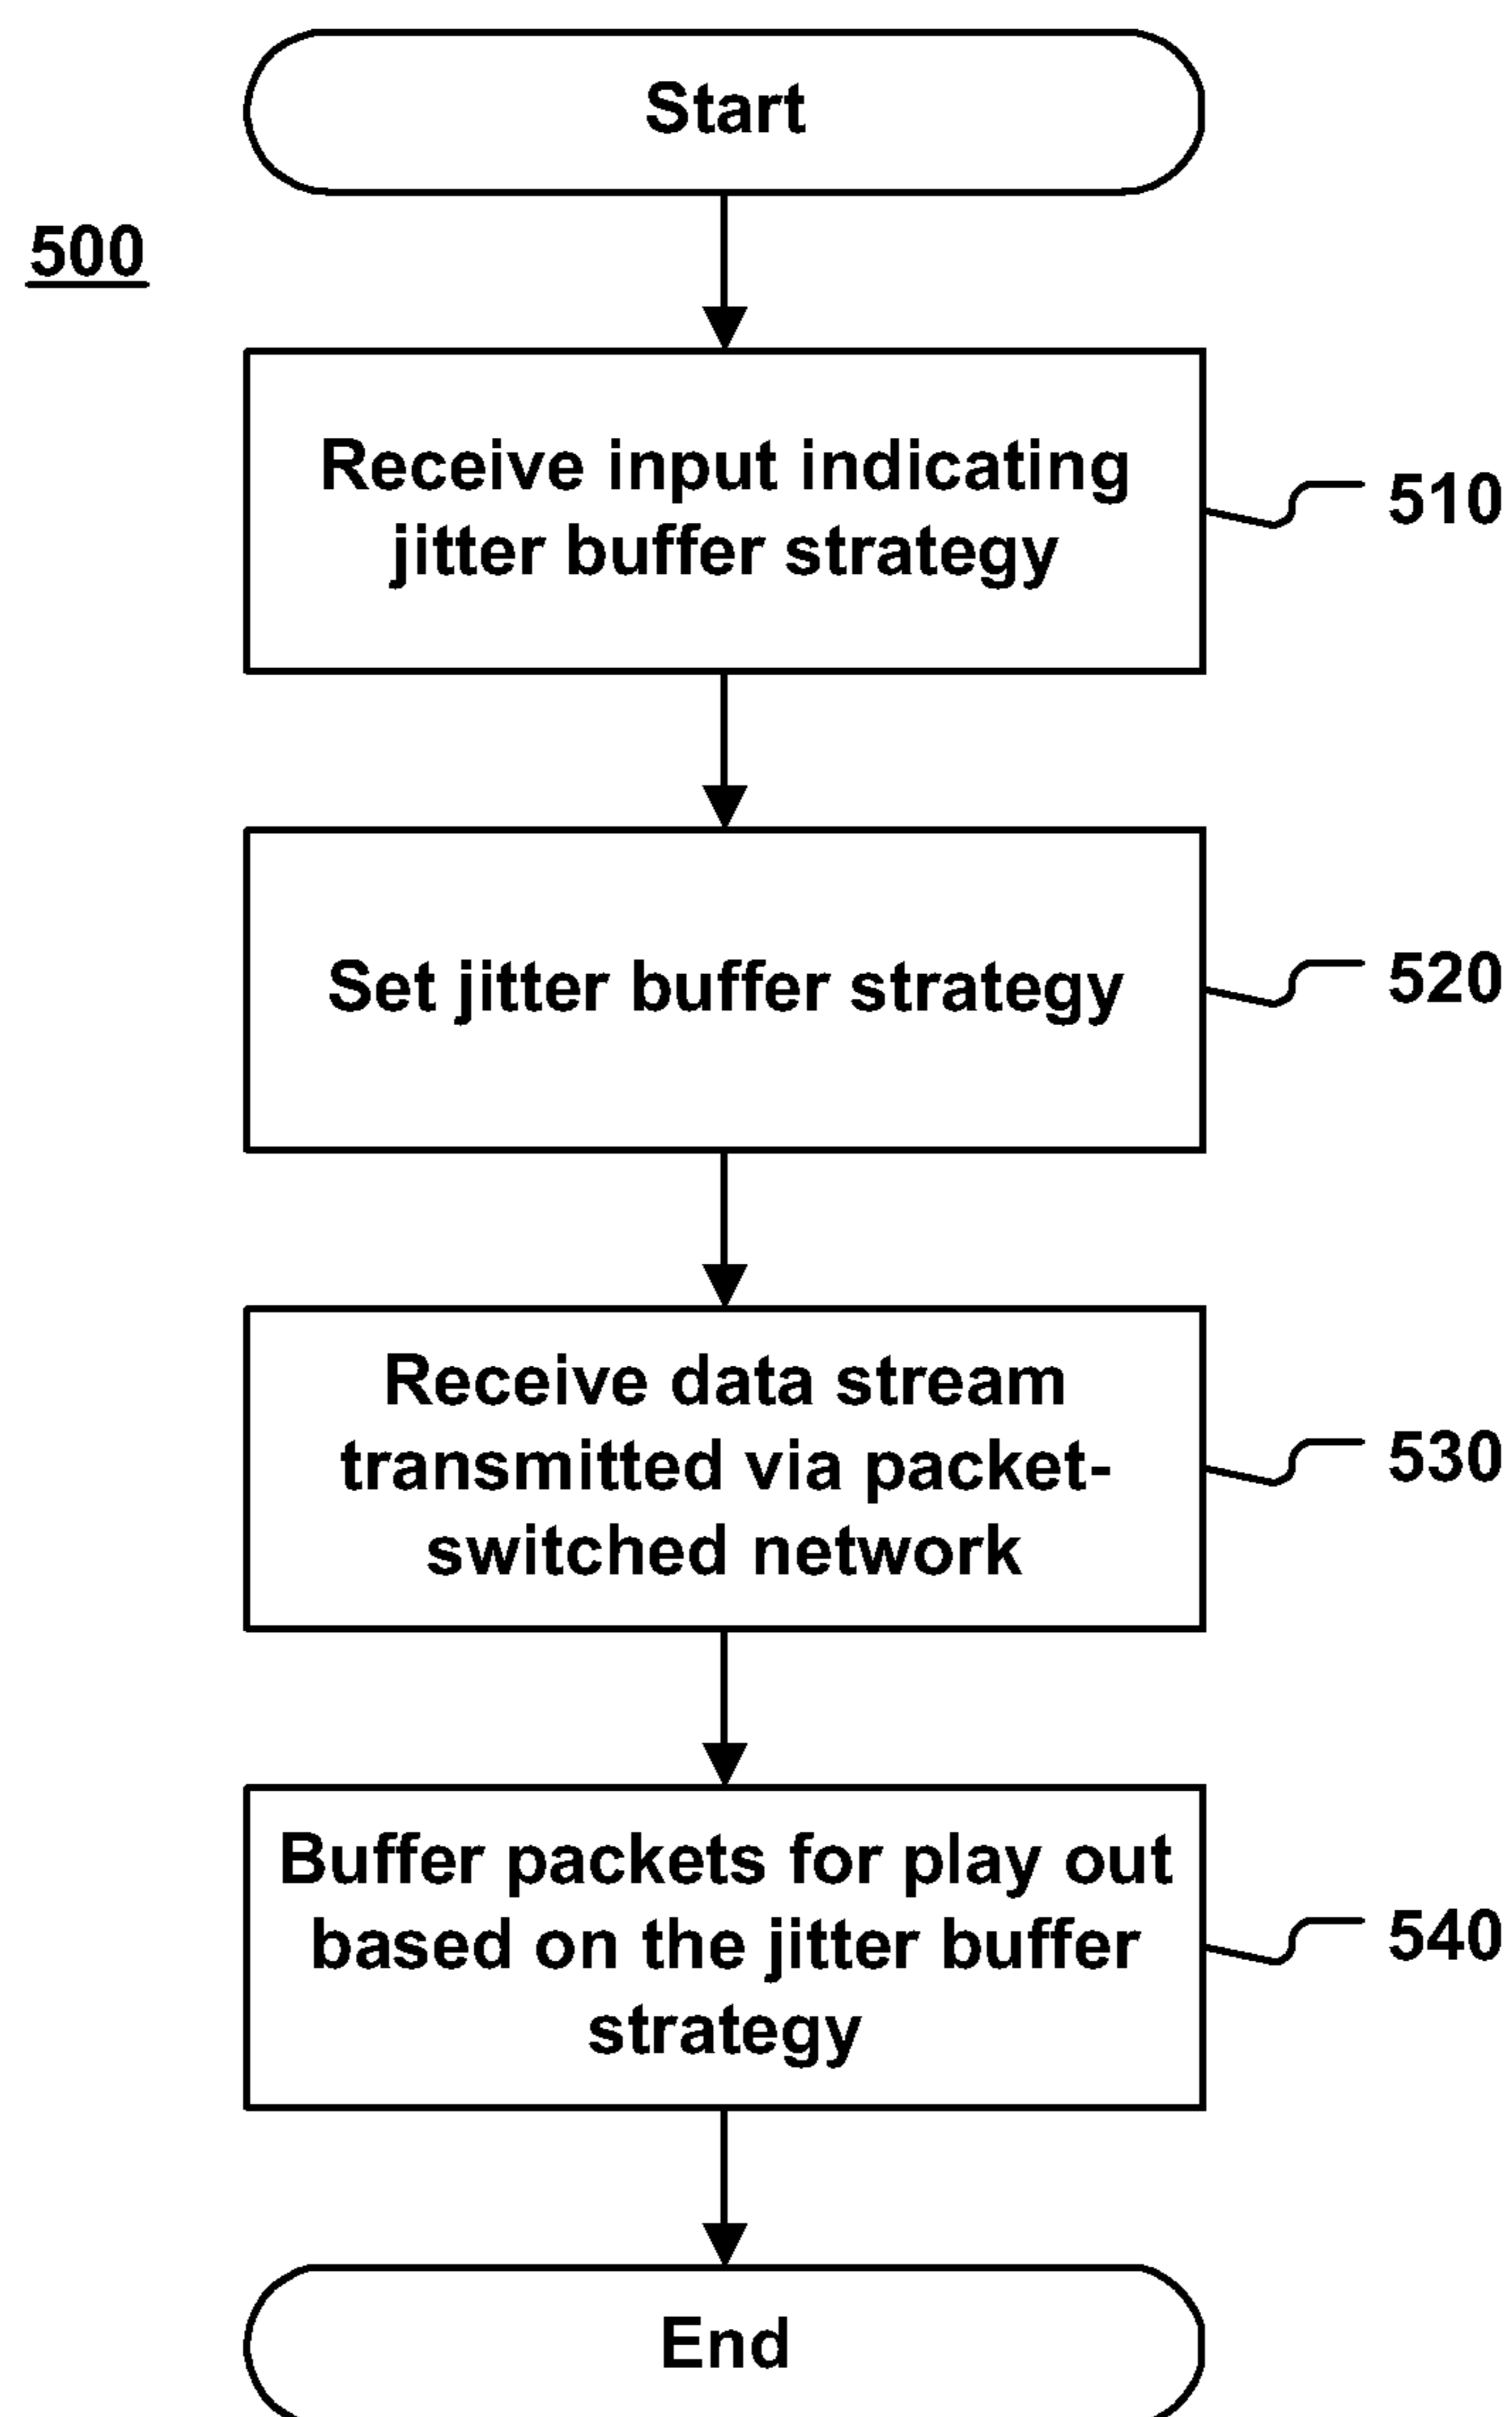 Start
500
Receive input indicating
jitter buffer strategy
510
Set jitter buffer strategy
520
Receive data stream
transmitted via packet-
switched network
530
Buffer packets for play out
based on the jitter buffer
strategy
540
End